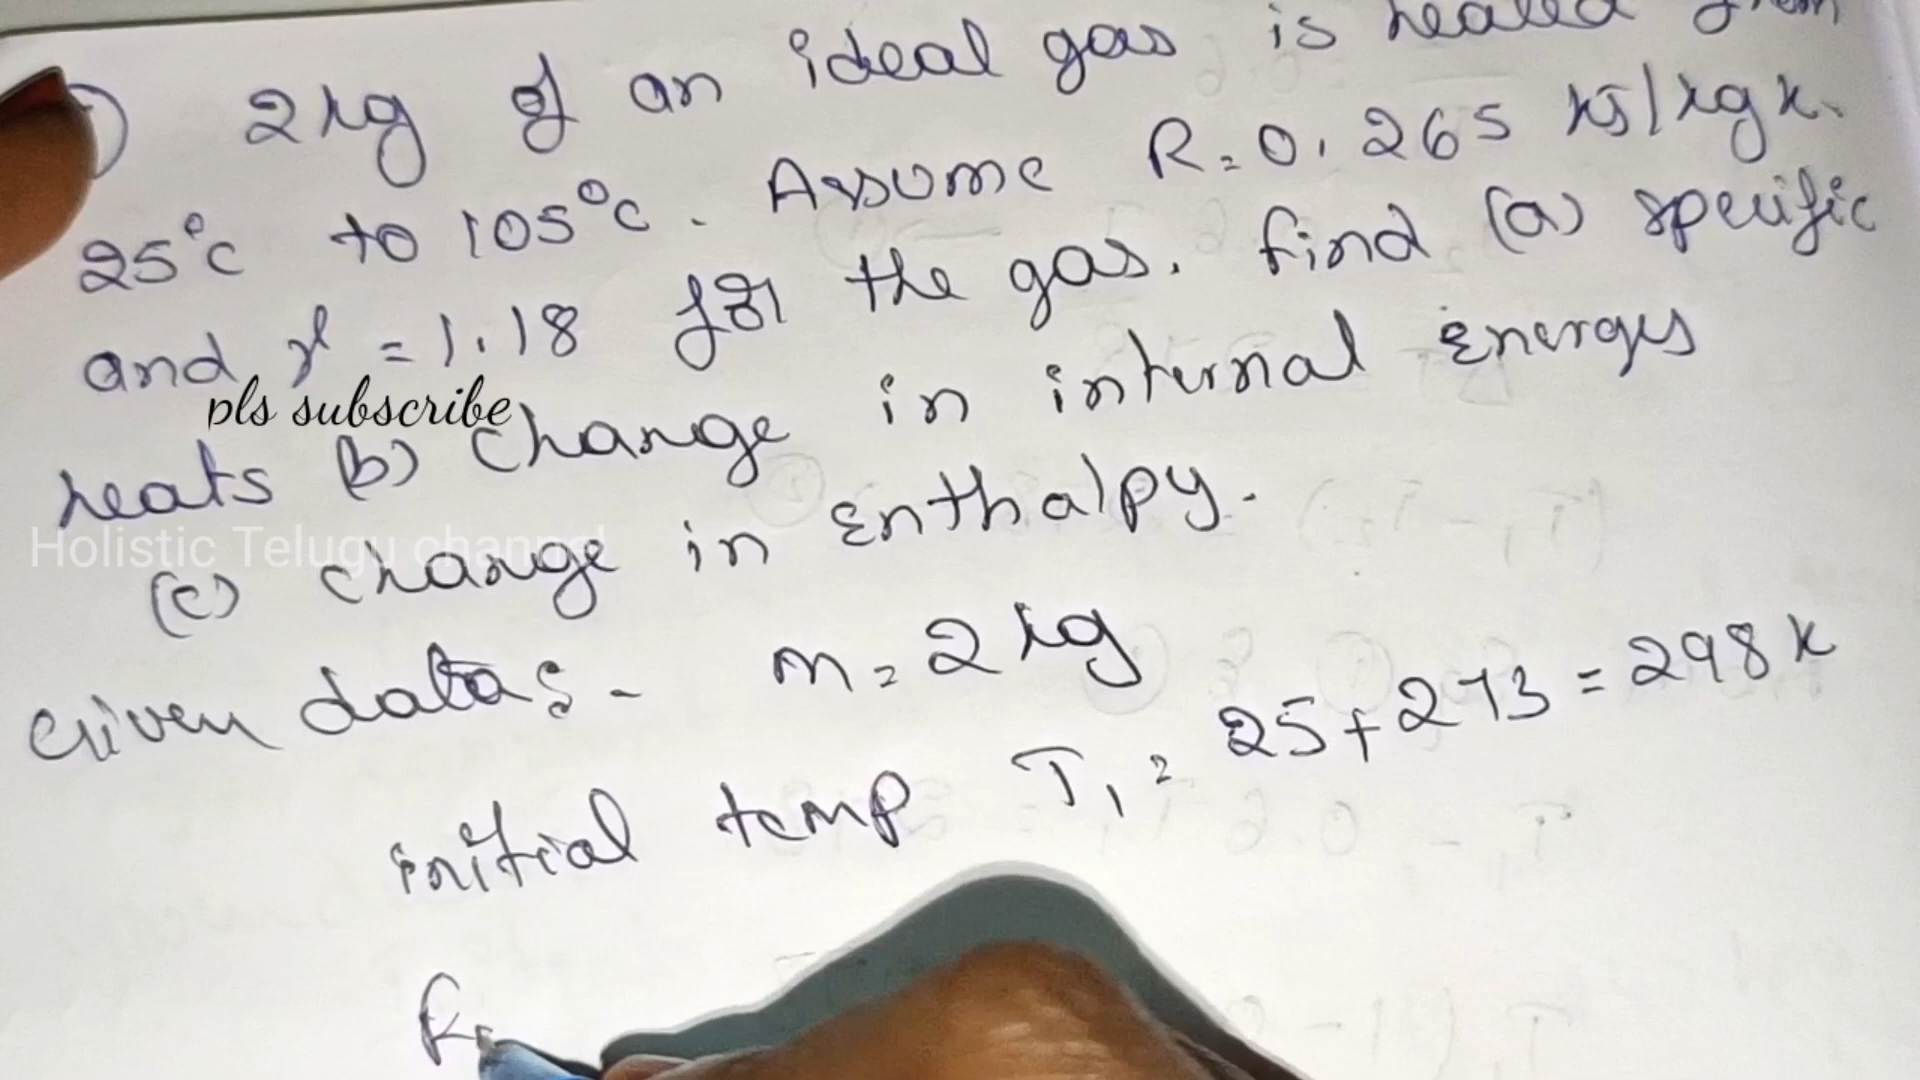 2kg of an ideal gas is heated from
25°c to 105°c. Assume R=0.265 kJ/kgk.
and γ = 1.18 for the gas. find (a) specific
pls subscribe
heats (b) change in internal energy
Holistic Telugu channel
(c) change in Enthalpy.
Given data:- m = 2kg
initial temp T1 = 25+273 = 298k